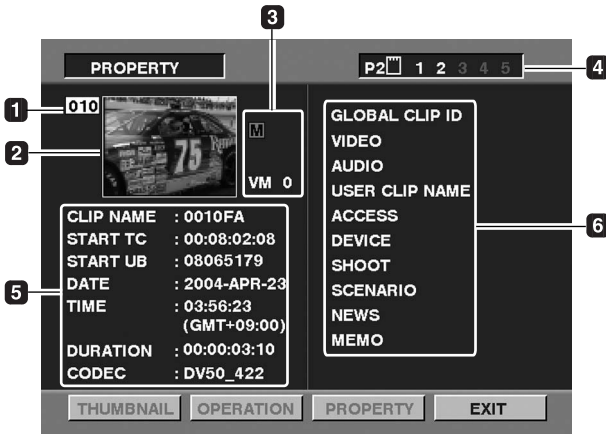 3
PROPERTY
P2 1 2 3 4 5
4
1
010
2
75
M
VM 0
GLOBAL CLIP ID
VIDEO
AUDIO
USER CLIP NAME
ACCESS
DEVICE
SHOOT
SCENARIO
NEWS
MEMO
6
5
CLIP NAME : 0010FA
START TC : 00:08:02:08
START UB : 08065179
DATE : 2004-APR-23
TIME : 03:56:23
(GMT+09:00)
DURATION : 00:00:03:10
CODEC : DV50_422
THUMBNAIL OPERATION PROPERTY EXIT